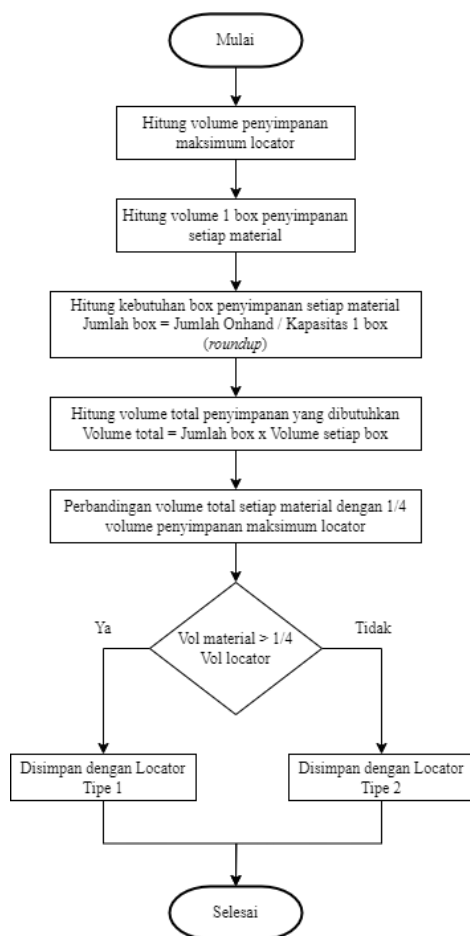 Mulai
Hitung volume penyimpanan
maksimum locator
Hitung volume 1 box penyimpanan
setiap material
Hitung kebutuhan box penyimpanan setiap material
Jumlah box = Jumlah Onhand / Kapasitas 1 box
(roundup)
Hitung volume total penyimpanan yang dibutuhkan
Volume total = Jumlah box x Volume setiap box
Perbandingan volume total setiap material dengan 1/4
volume penyimpanan maksimum locator
Ya
Vol material > 1/4
Vol locator
Tidak
Disimpan dengan Locator
Tipe 1
Disimpan dengan Locator
Tipe 2
Selesai